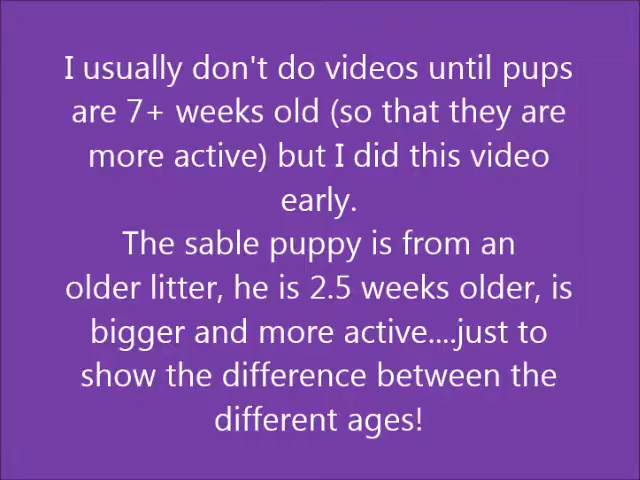 I usually don't do videos until pups
are 7+ weeks old (so that they are
more active) but I did this video
early.
The sable puppy is from an
older litter, he is 2.5 weeks older, is
bigger and more active....just to
show the difference between the
different ages!